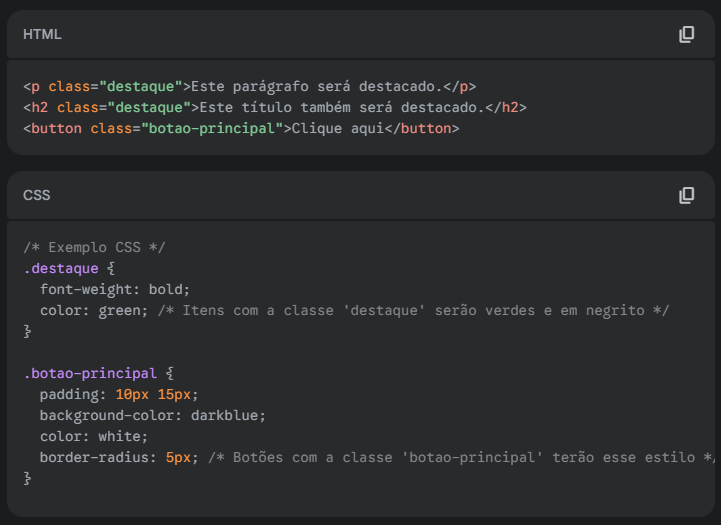 HTML
<p class="destaque">Este parágrafo será destacado.</p>
<h2 class="destaque">Este título também será destacado.</h2>
<button class="botao-principal">Clique aqui</button>
CSS
/* Exemplo CSS */
.destaque {
  font-weight: bold;
  color: green; /* Itens com a classe 'destaque' serão verdes e em negrito */
}

.botao-principal {
  padding: 10px 15px;
  background-color: darkblue;
  color: white;
  border-radius: 5px; /* Botões com a classe 'botao-principal' terão esse estilo */
}